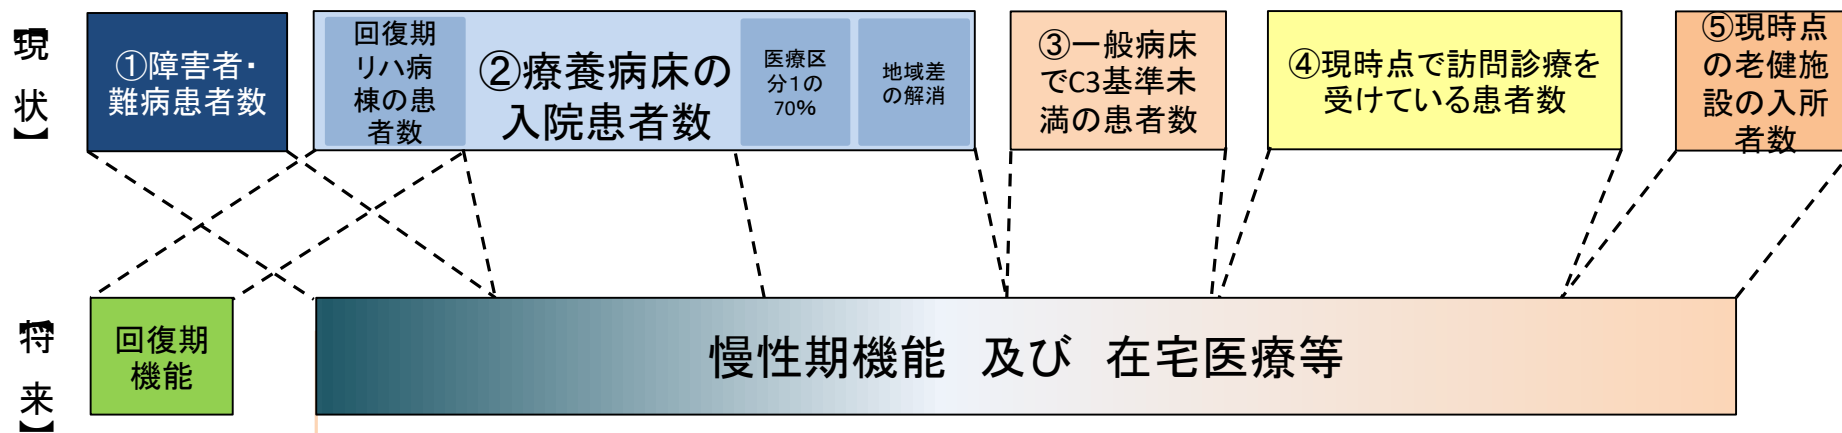 【現状】
①障害者・
難病患者数
回復期
リハ病
棟の患
者数
②療養病床の
入院患者数
医療区
分1の
70%
地域差
の解消
③一般病床
でC3基準未
満の患者数
④現時点で訪問診療を
受けている患者数
⑤現時点
の老健施
設の入所
者数
【将来】
回復期
機能
慢性期機能 及び 在宅医療等